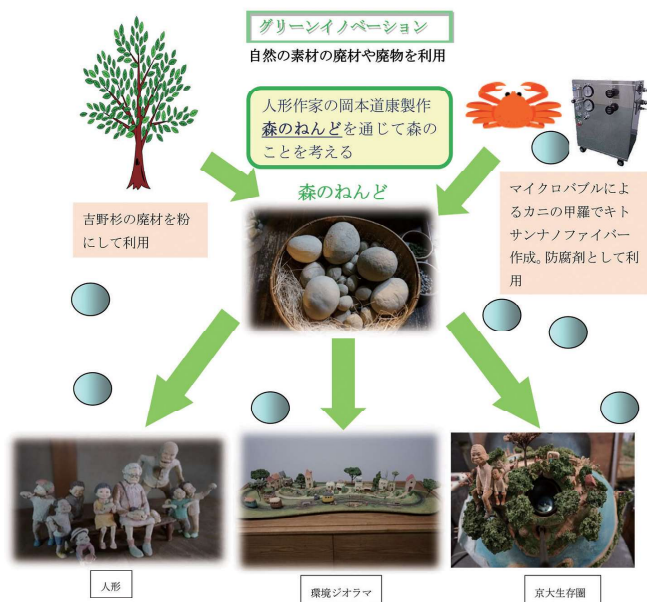 グリーンイノベーション
自然の素材の廃材や廃物を利用
人形作家の岡本道康製作
森のねんどを通じて森の
ことを考える
森のねんど
吉野杉の廃材を粉
にして利用
マイクロバブルによ
るカニの甲羅でキト
サンナノファイバー
作成。防腐剤として利
用
人形
環境ジオラマ
京大生存圏